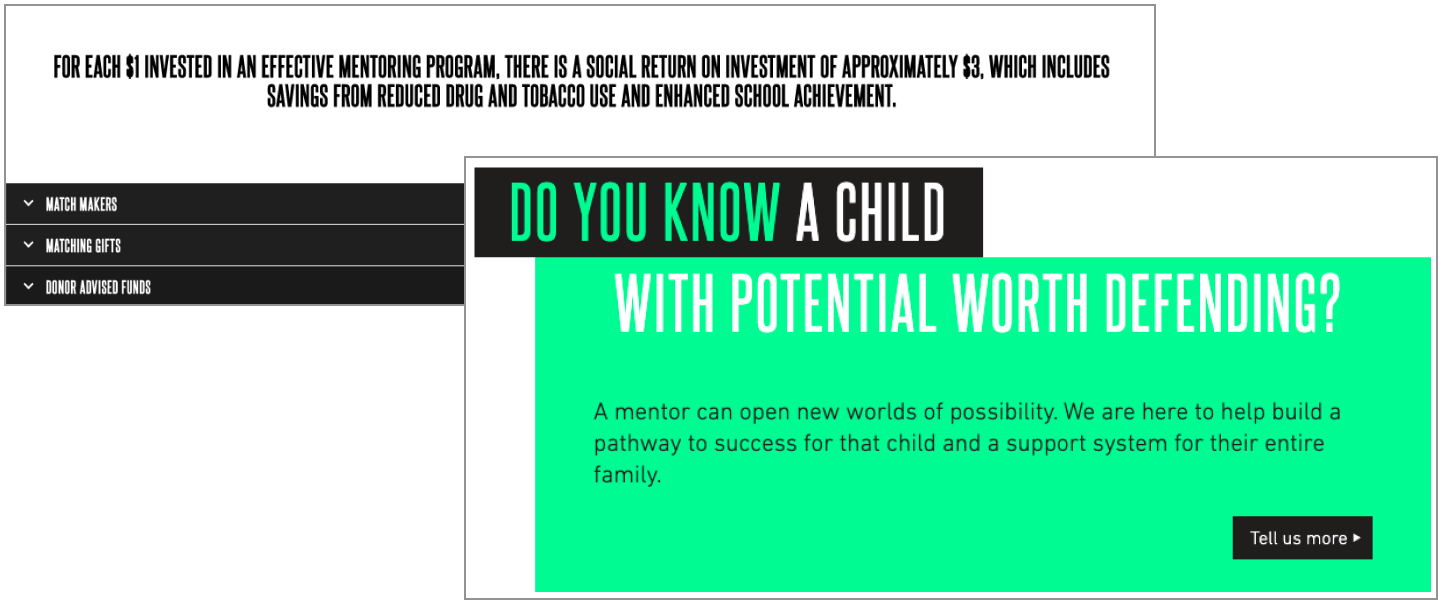 FOR EACH $1 INVESTED IN AN EFFECTIVE MENTORING PROGRAM, THERE IS A SOCIAL RETURN ON INVESTMENT OF APPROXIMATELY $3, WHICH INCLUDES
SAVINGS FROM REDUCED DRUG AND TOBACCO USE AND ENHANCED SCHOOL ACHIEVEMENT.
MATCH MAKERS
MATCHING GIFTS
DONOR ADVISED FUNDS
DO YOU KNOW A CHILD
WITH POTENTIAL WORTH DEFENDING?
A mentor can open new worlds of possibility. We are here to help build a
pathway to success for that child and a support system for their entire
family.
Tell us more